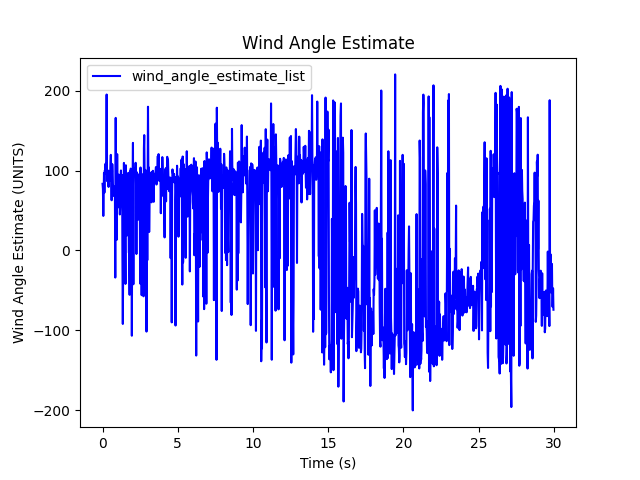 Wind Angle Estimate
wind_angle_estimate_list
Wind Angle Estimate (UNITS)
200
100
0
−100
−200
0 5 10 15 20 25 30
Time (s)